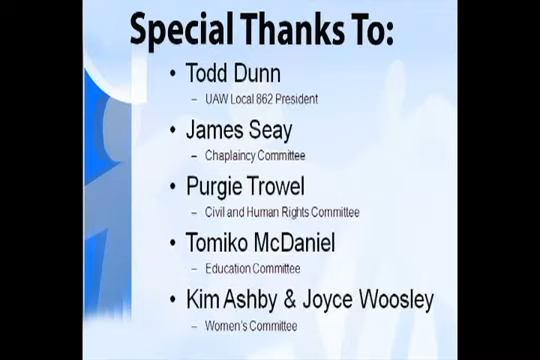 Special Thanks To:
• Todd Dunn
– UAW Local 862 President
• James Seay
– Chaplaincy Committee
• Purgie Trowel
– Civil and Human Rights Committee
• Tomiko McDaniel
– Education Committee
• Kim Ashby & Joyce Woosley
– Women's Committee